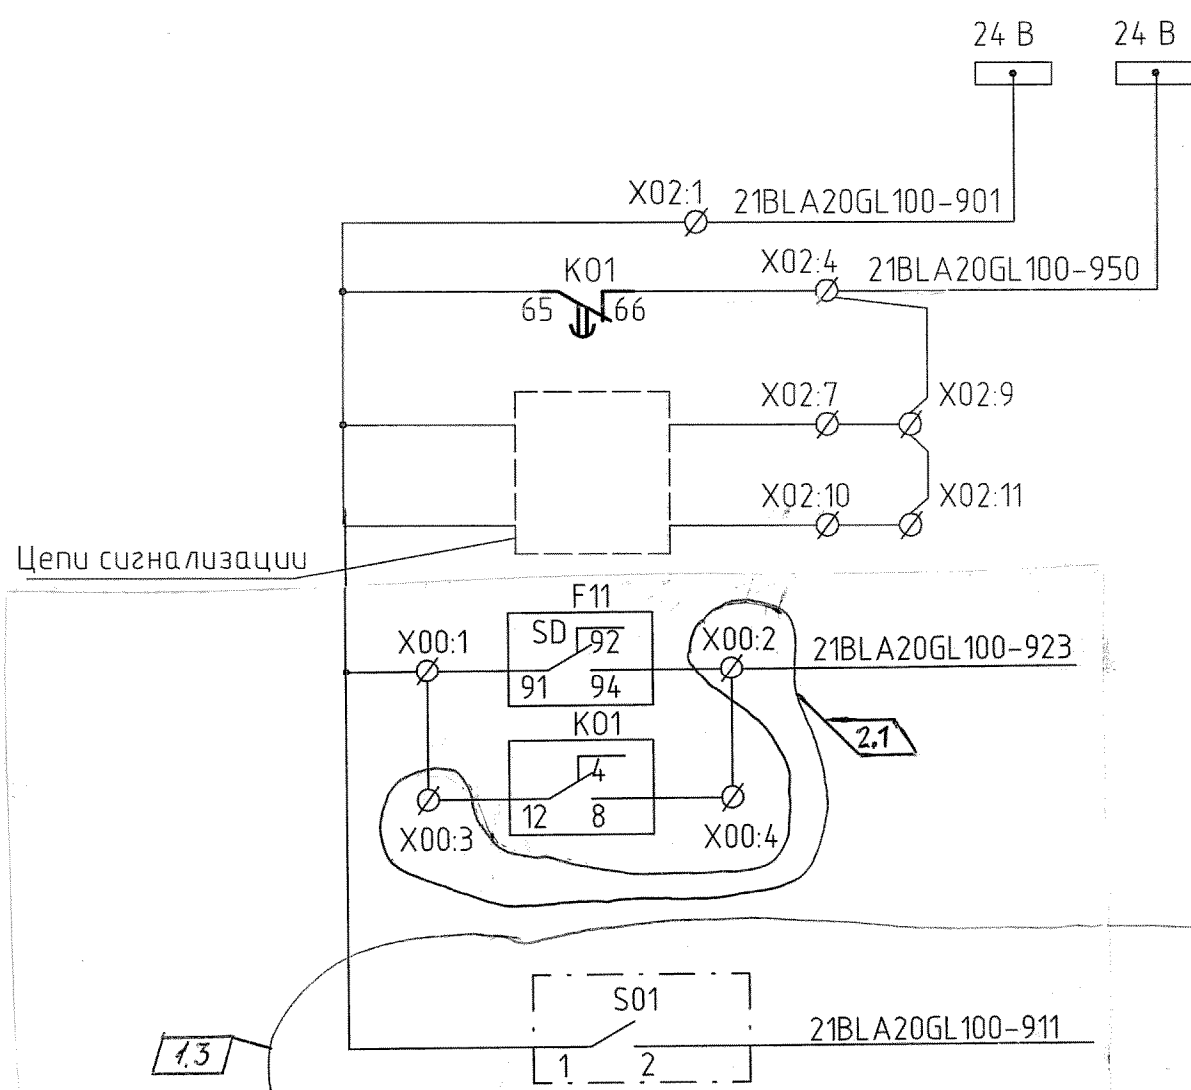 24 В 24 В
X02:1 21BLA20GL100-901
K01 X02:4 21BLA20GL100-950
65 66
X02:7 X02:9
X02:10 X02:11
Цепи сигнализации
F11
X00:1 SD 92 X00:2 21BLA20GL100-923
91 94
K01 2.1
4
12 8
X00:3 X00:4
S01
1.3 21BLA20GL100-911
1 2